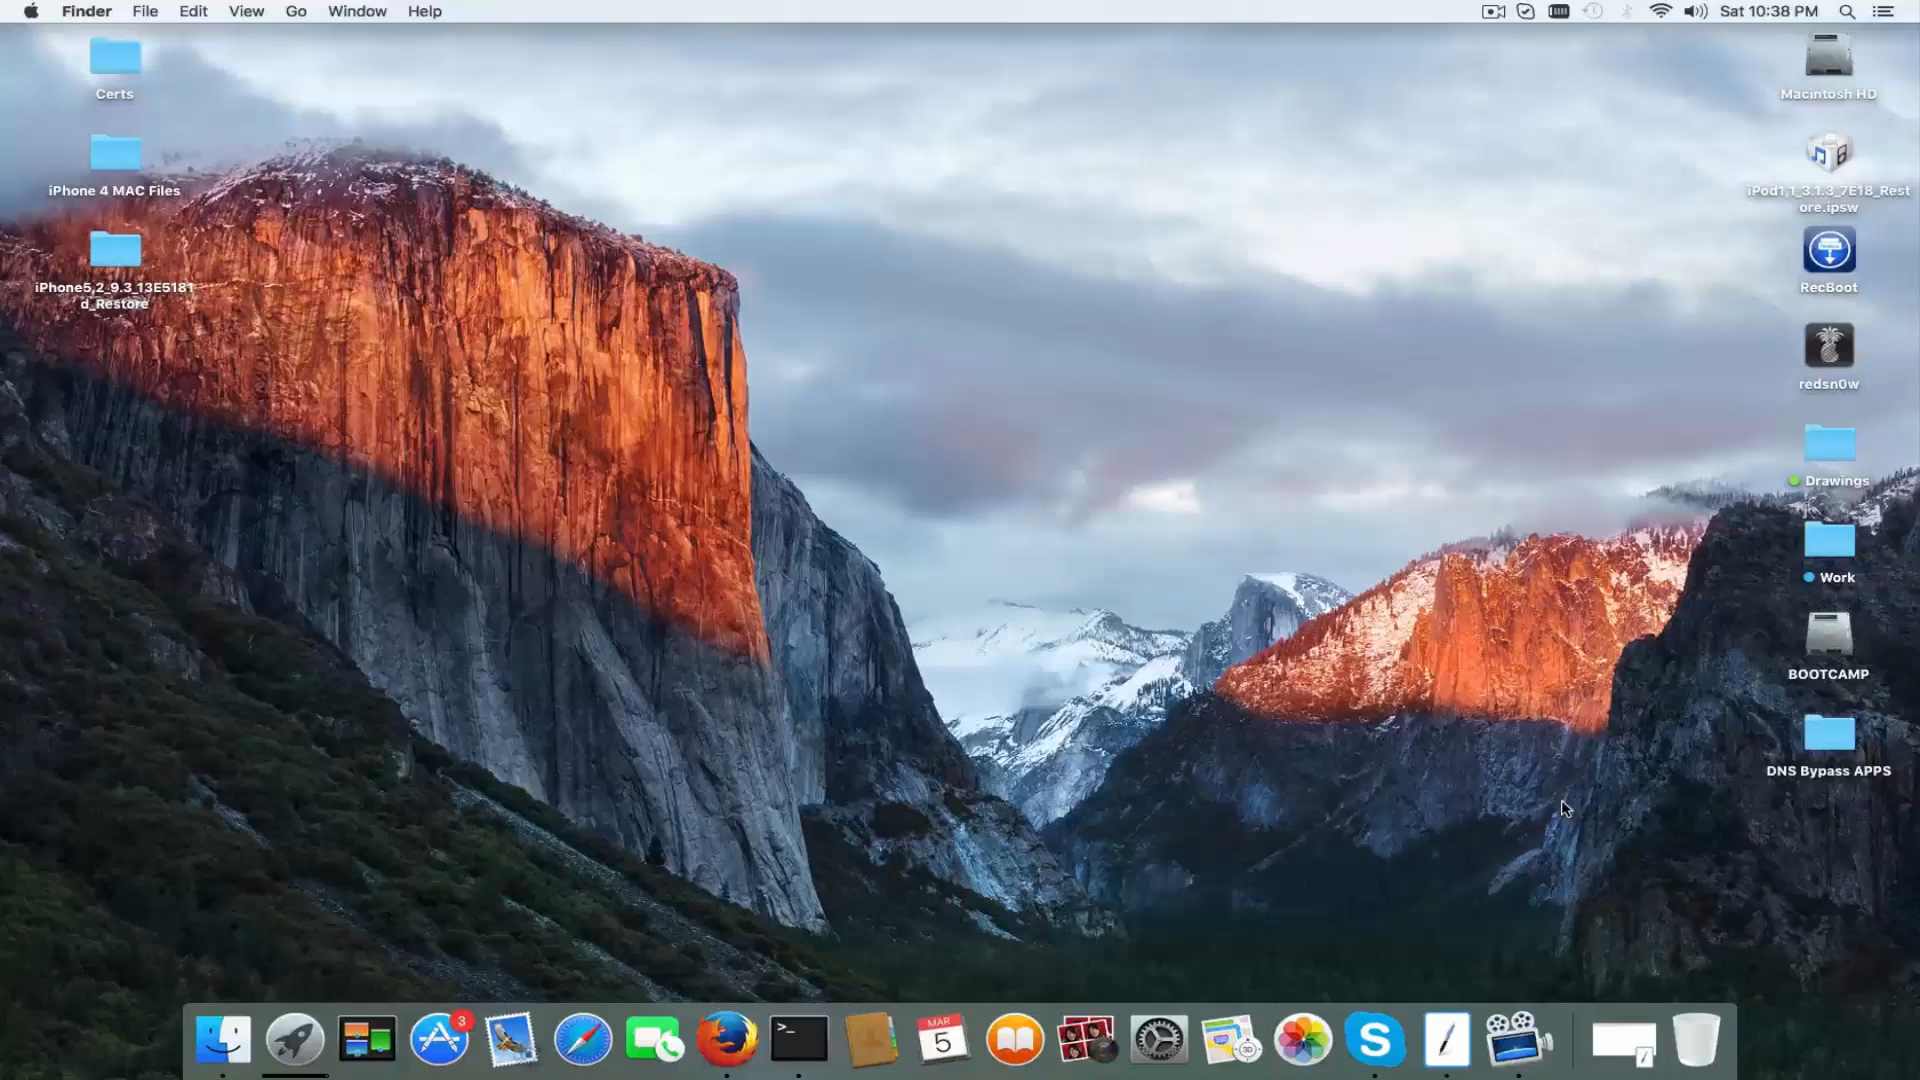 Finder File Edit View Go Window Help
Sat 10:38 PM
Certs
iPhone 4 MAC Files
iPhone5,2_9.3_13E5181
d_Restore
Macintosh HD
iPod1,1_3.1.3_7E18_Rest
ore.ipsw
RecBoot
redsn0w
Drawings
Work
BOOTCAMP
DNS Bypass APPS
3
>_
MAR
5
3D
S